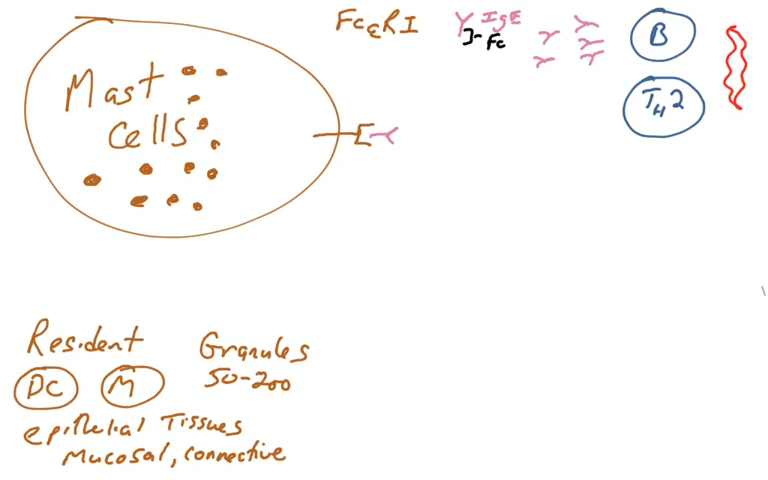 FcεRI
IgE
Fc
B
TH2
Mast
Cells
Resident
Granules
50-200
DC
M
epithelial Tissues
Mucosal, connective